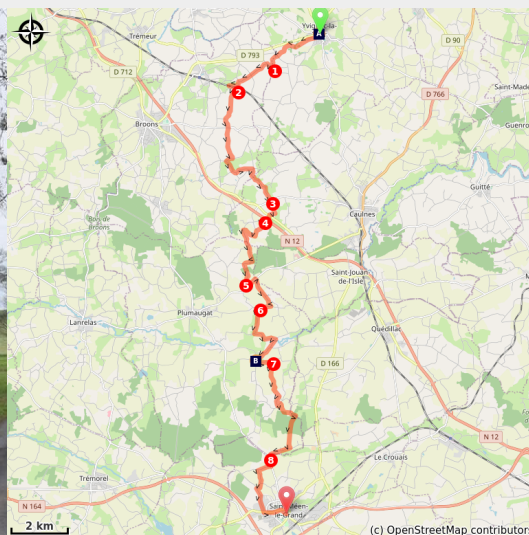 Yvig
la
A
Trémeur
D 793
D 90
Saint-Made
1
D 712
2
D 766
Guenro
Broons
Guitté
3
Caulnes
4
Bois de
Broons
N 12
Saint-Jouan
de-l'Isle
5
Plumaugat
6
Lanrelas
Quédillac
B
7
D 166
N 12
Le Crouais
8
Trémorel
N 164
Saint-Méen-
le-Grand
2 km
(c) OpenStreetMap contributors